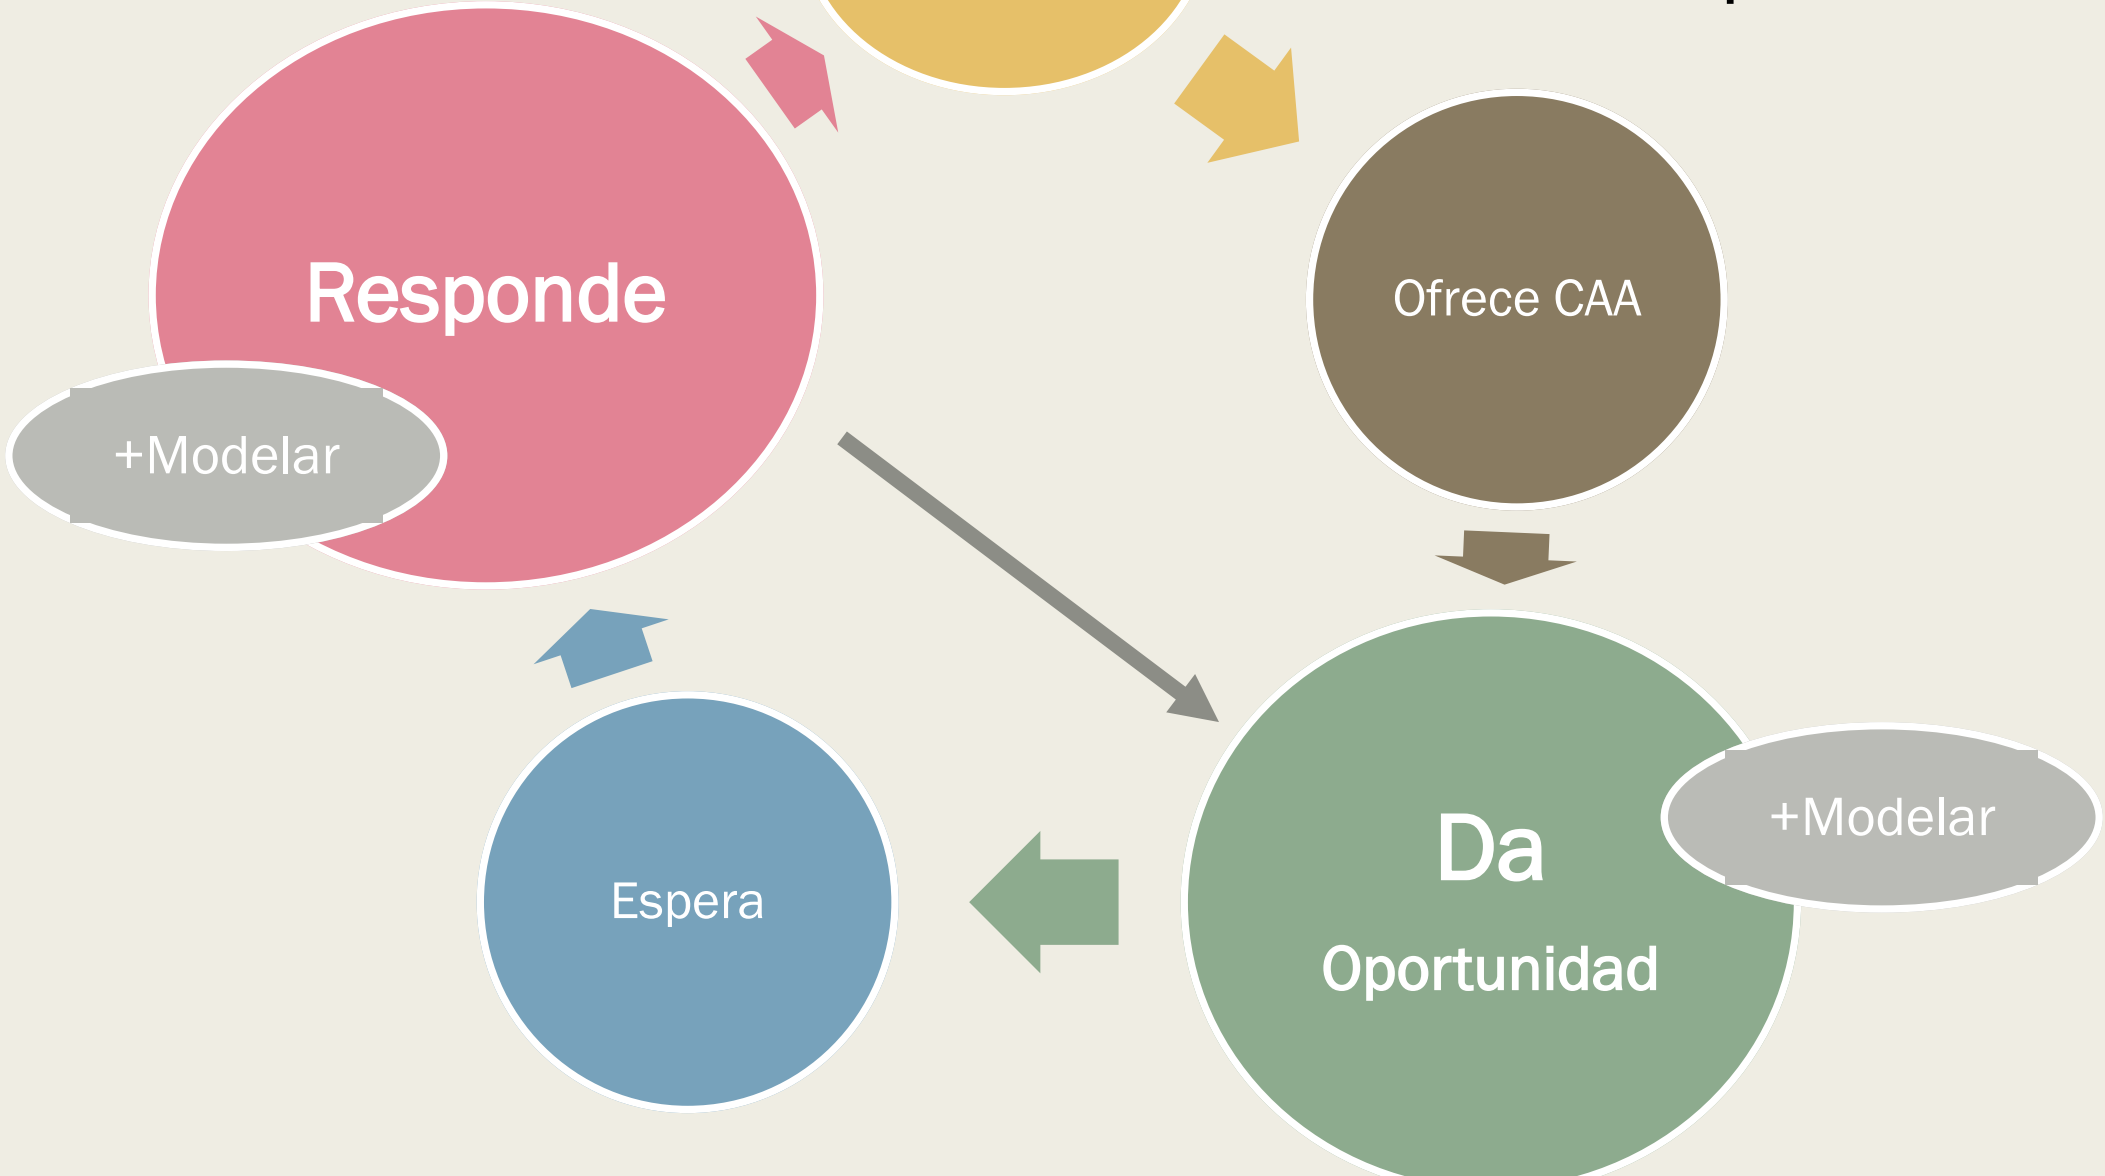 Responde
Ofrece CAA
+Modelar
Da
+Modelar
Espera
Oportunidad